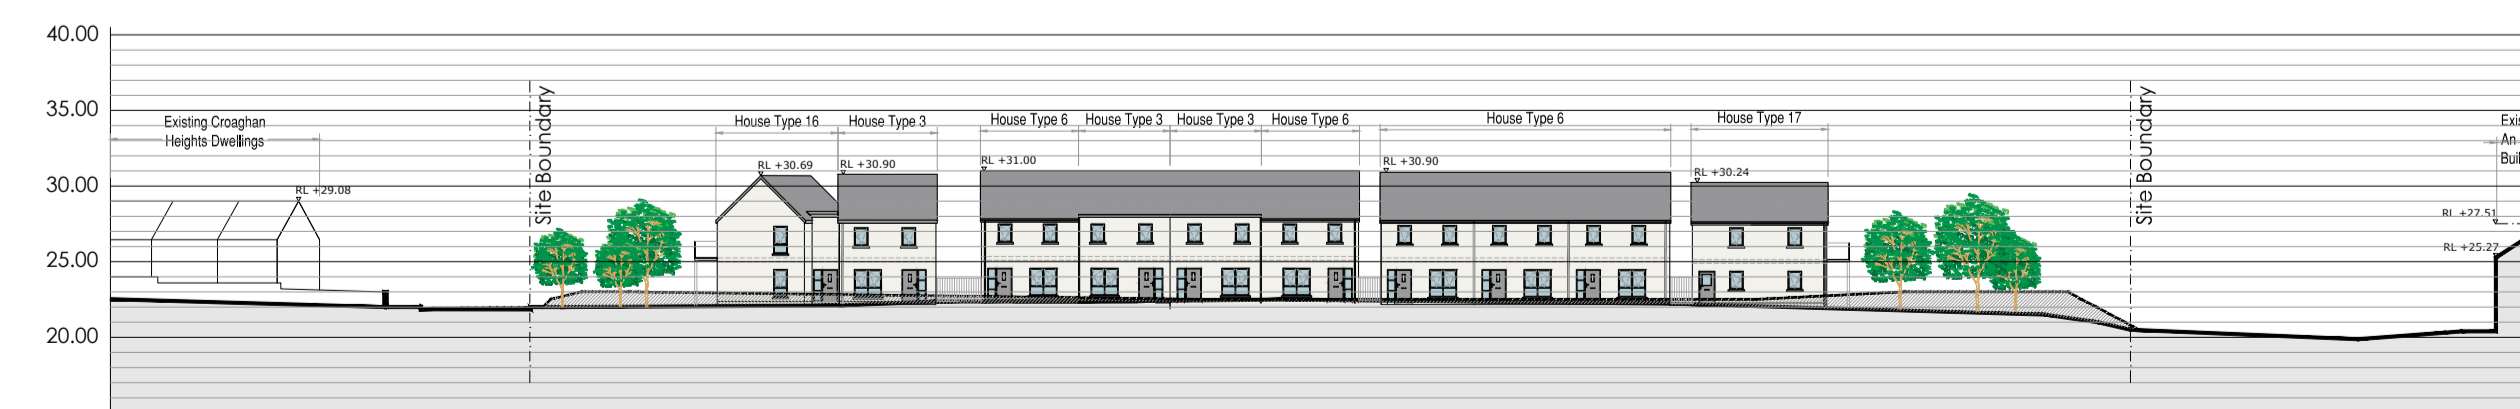 40.00
35.00
30.00
25.00
20.00
Existing Croaghan
Heights Dwellings
RL +29.08
Site Boundary
House Type 16
House Type 3
RL +30.69
RL +30.90
House Type 6
House Type 3
House Type 3
House Type 6
RL +31.00
House Type 6
RL +30.90
House Type 17
RL +30.24
Site Boundary
An
RL +27.51
RL +25.27